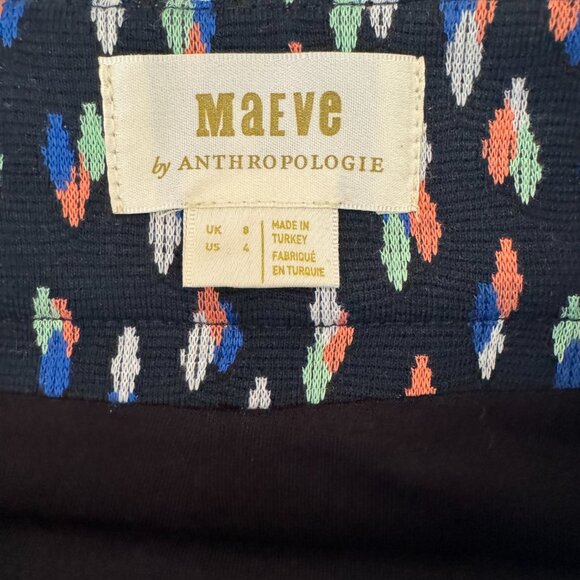 MaEve
by ANTHROPOLOGIE
UK 8
US 4
MADE IN
TURKEY
FABRIQUÉ
EN TURQUIE